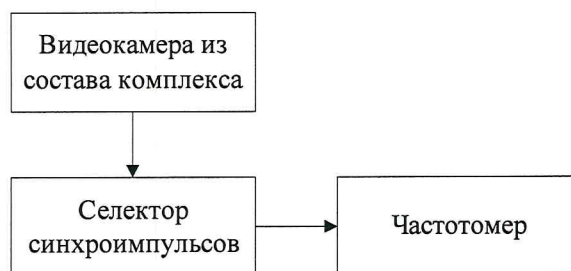 Видеокамера из
состава комплекса
Селектор
синхроимпульсов
Частотомер